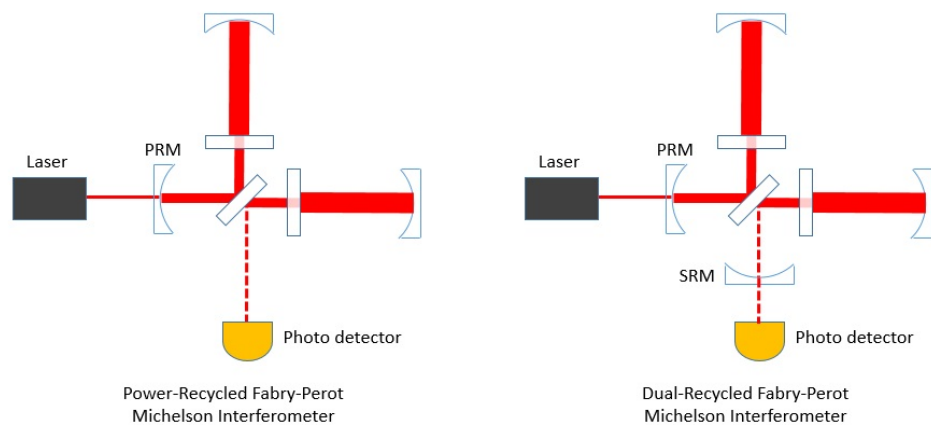 PRM
Laser
Photo detector
Power-Recycled Fabry-Perot
Michelson Interferometer
PRM
Laser
SRM
Photo detector
Dual-Recycled Fabry-Perot
Michelson Interferometer